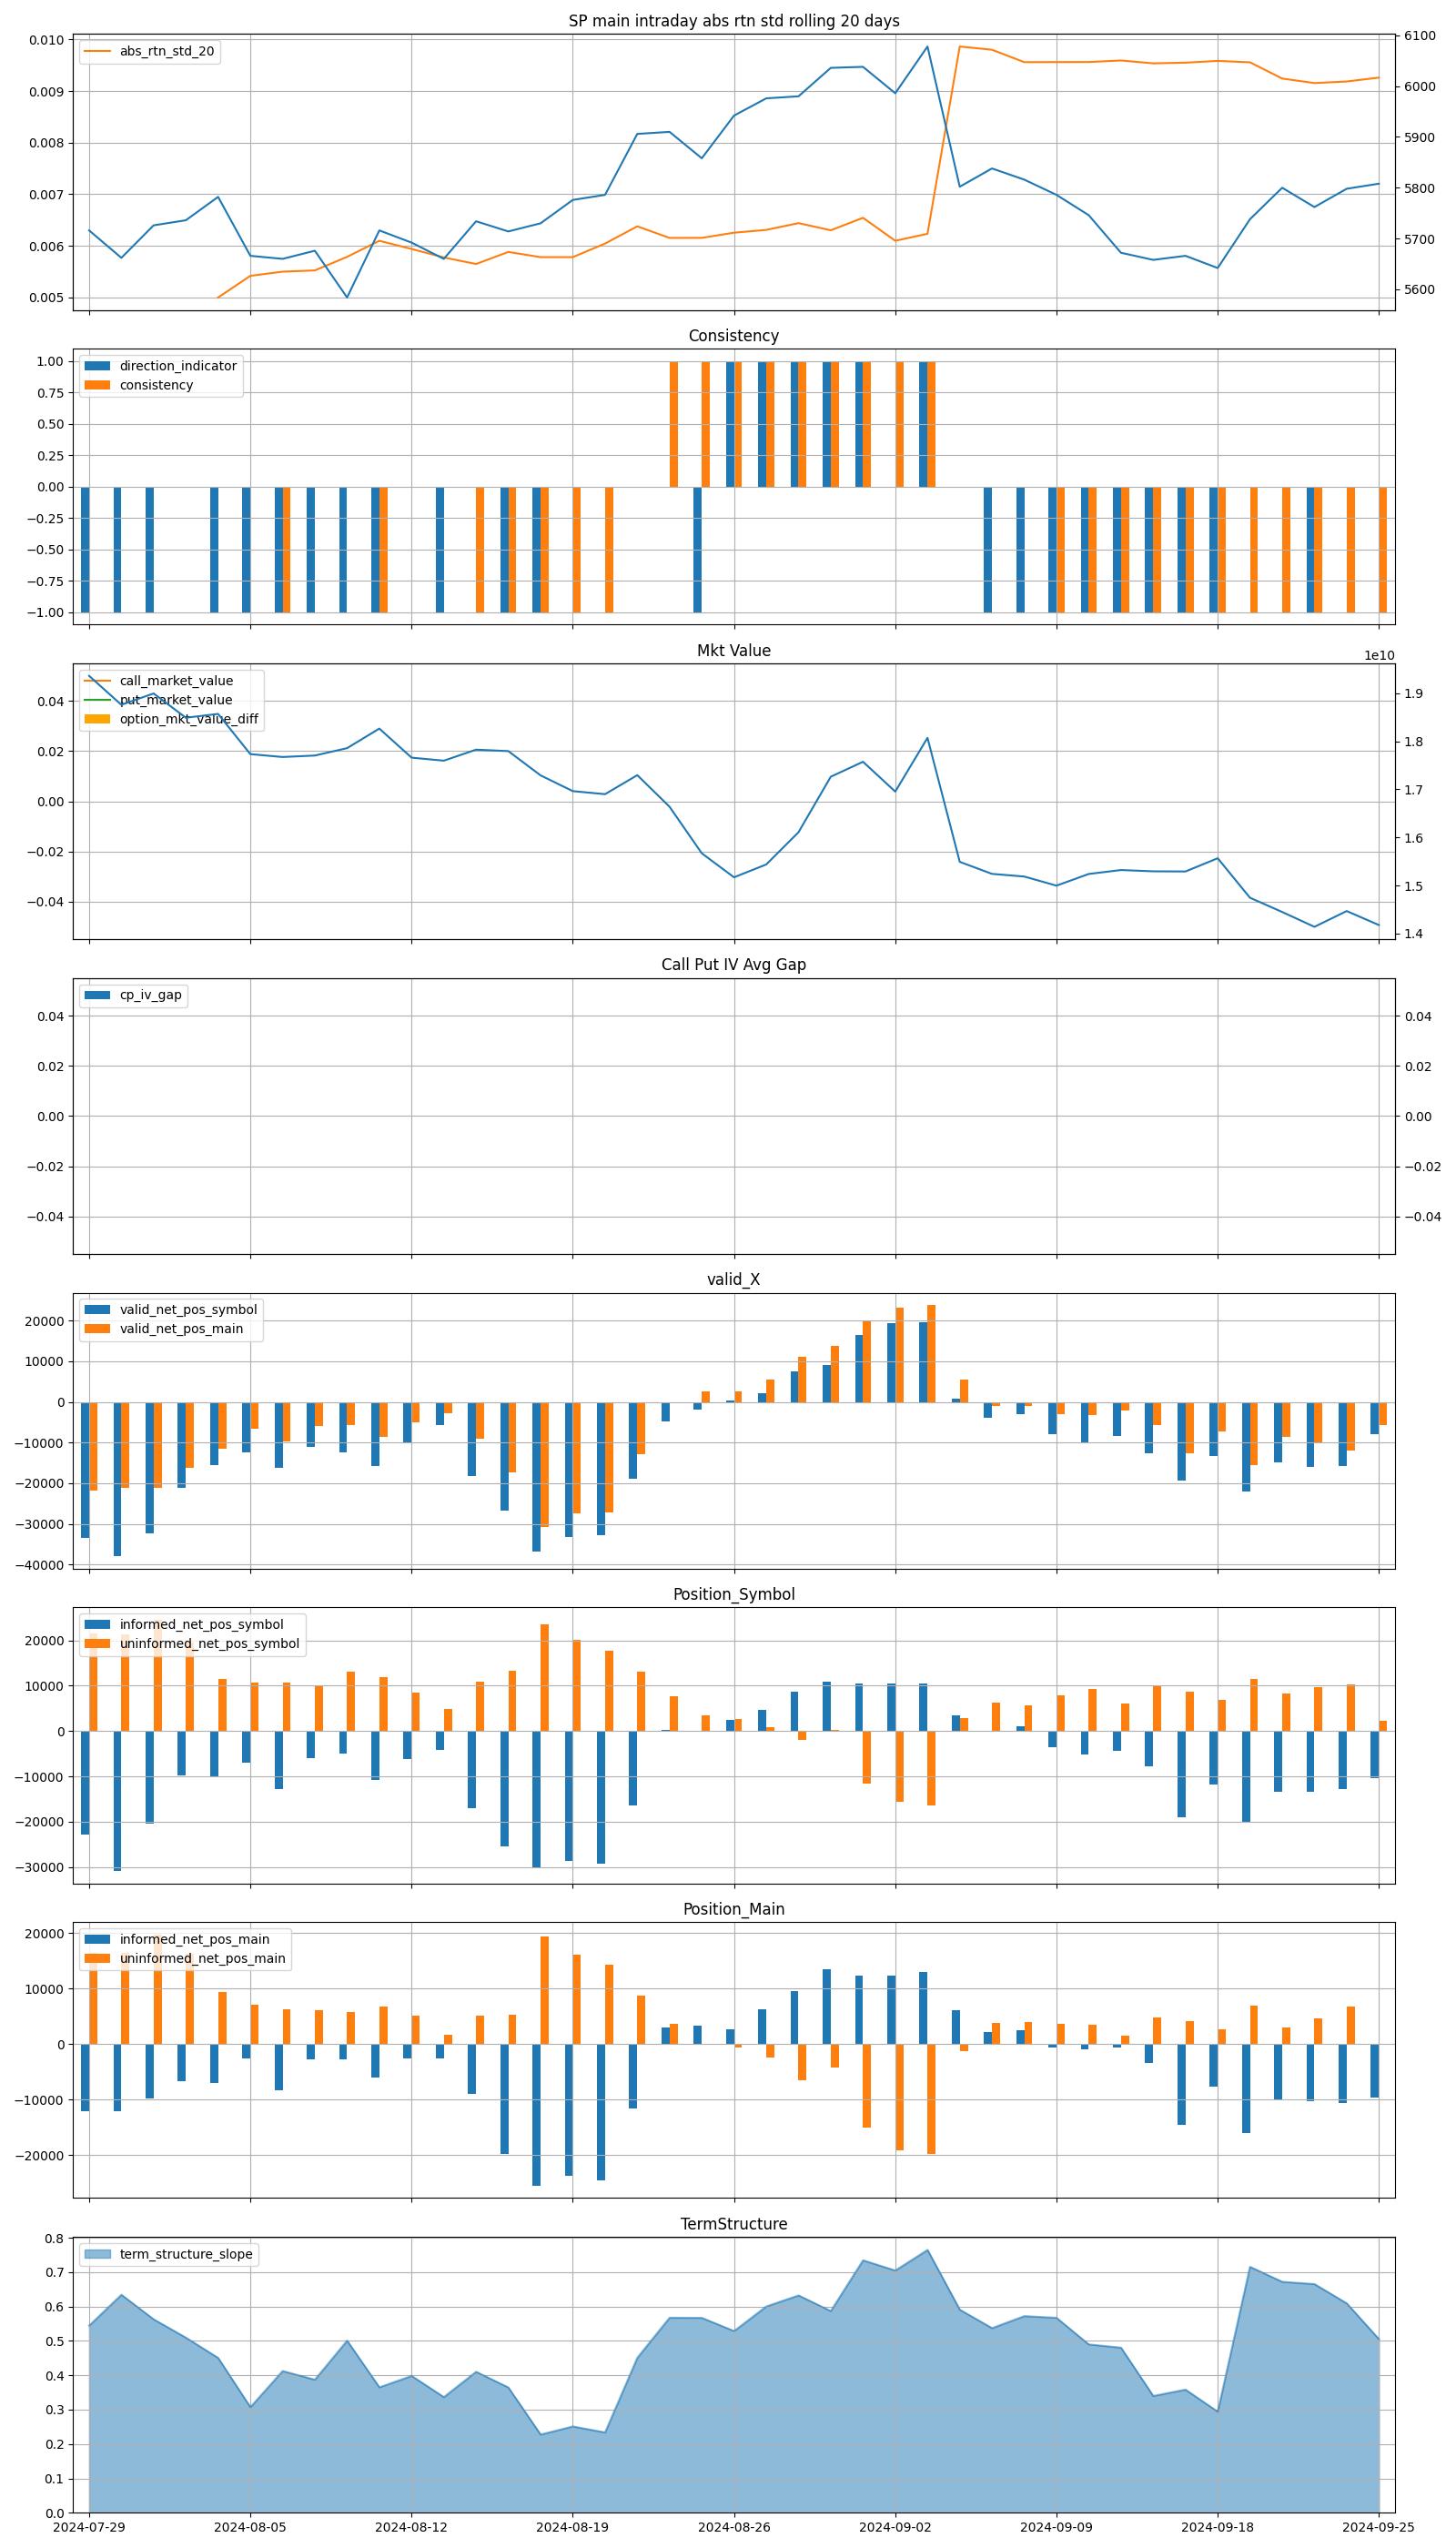 SP main intraday abs rtn std rolling 20 days
abs_rtn_std_20
0.010
0.009
0.008
0.007
0.006
0.005
6100
6000
5900
5800
5700
5600
Consistency
direction_indicator
consistency
1.00
0.75
0.50
0.25
0.00
−0.25
−0.50
−0.75
−1.00
Mkt Value
1e10
call_market_value
put_market_value
option_mkt_value_diff
0.04
0.02
0.00
−0.02
−0.04
1.9
1.8
1.7
1.6
1.5
1.4
Call Put IV Avg Gap
cp_iv_gap
0.04
0.02
0.00
−0.02
−0.04
0.04
0.02
0.00
−0.02
−0.04
valid_X
valid_net_pos_symbol
valid_net_pos_main
20000
10000
0
−10000
−20000
−30000
−40000
Position_Symbol
informed_net_pos_symbol
uninformed_net_pos_symbol
20000
10000
0
−10000
−20000
−30000
Position_Main
informed_net_pos_main
uninformed_net_pos_main
20000
10000
0
−10000
−20000
TermStructure
term_structure_slope
0.8
0.7
0.6
0.5
0.4
0.3
0.2
0.1
0.0
2024-07-29 2024-08-05 2024-08-12 2024-08-19 2024-08-26 2024-09-02 2024-09-09 2024-09-18 2024-09-25